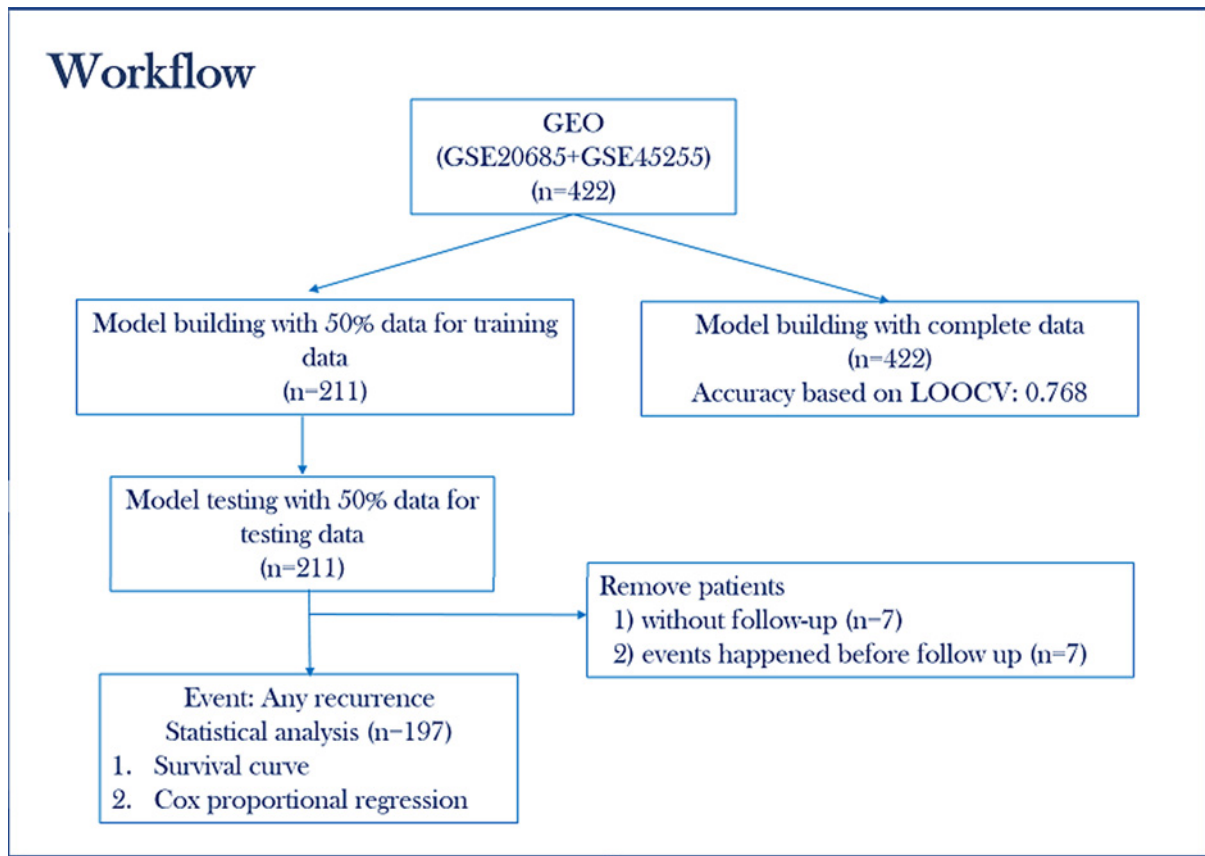 Workflow
GEO
(GSE20685+GSE45255)
(n=422)
Model building with 50% data for training
data
(n=211)
Model building with complete data
(n=422)
Accuracy based on LOOCV: 0.768
Model testing with 50% data for
testing data
(n=211)
Remove patients
1) without follow-up (n=7)
2) events happened before follow up (n=7)
Event: Any recurrence
Statistical analysis (n=197)
1. Survival curve
2. Cox proportional regression